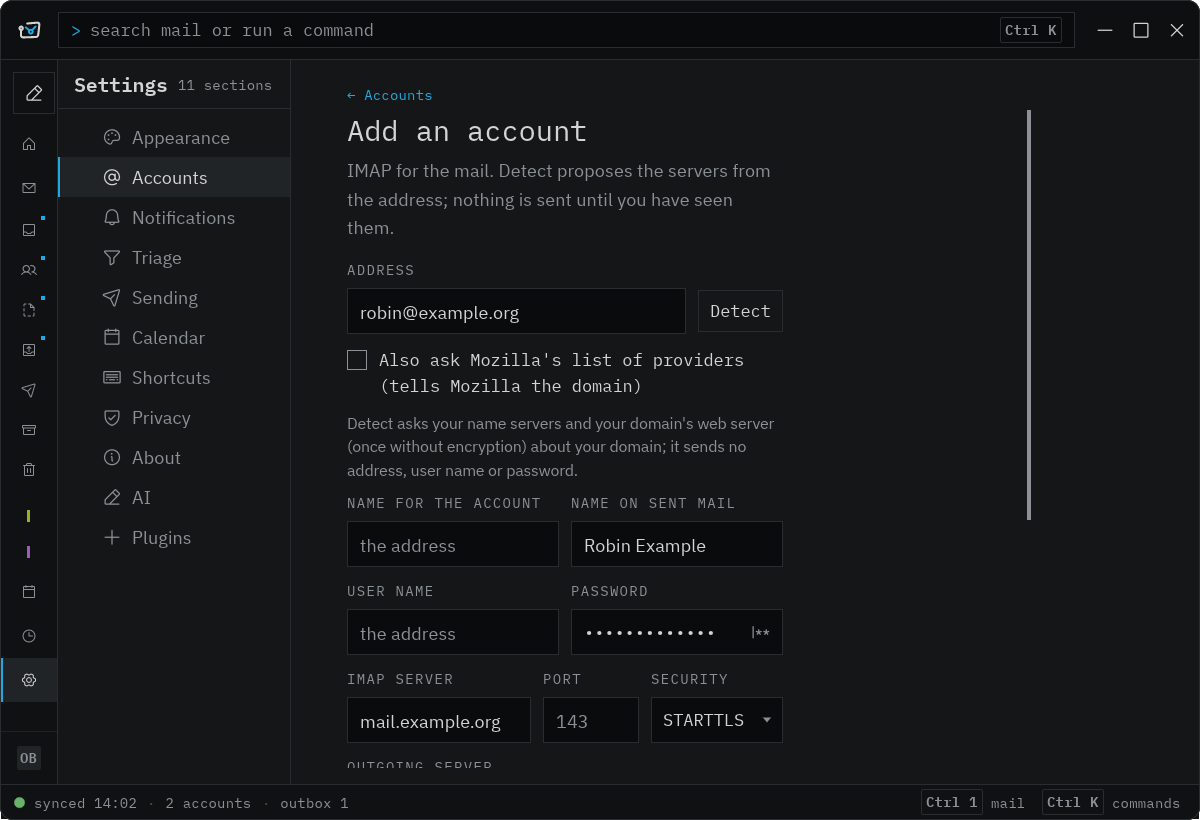 > search mail or run a command
Ctrl K
Settings 11 sections
Appearance
Accounts
Notifications
Triage
Sending
Calendar
Shortcuts
Privacy
About
AI
Plugins
← Accounts
Add an account
IMAP for the mail. Detect proposes the servers from
the address; nothing is sent until you have seen
them.
ADDRESS
robin@example.org
Detect
Also ask Mozilla's list of providers
(tells Mozilla the domain)
Detect asks your name servers and your domain's web server
(once without encryption) about your domain; it sends no
address, user name or password.
NAME FOR THE ACCOUNT
NAME ON SENT MAIL
the address
Robin Example
USER NAME
PASSWORD
the address
•••••••••••••
|**
IMAP SERVER
PORT
SECURITY
mail.example.org
143
STARTTLS
OUTGOING SERVER
OB
synced 14:02 · 2 accounts · outbox 1
Ctrl 1 mail
Ctrl K commands